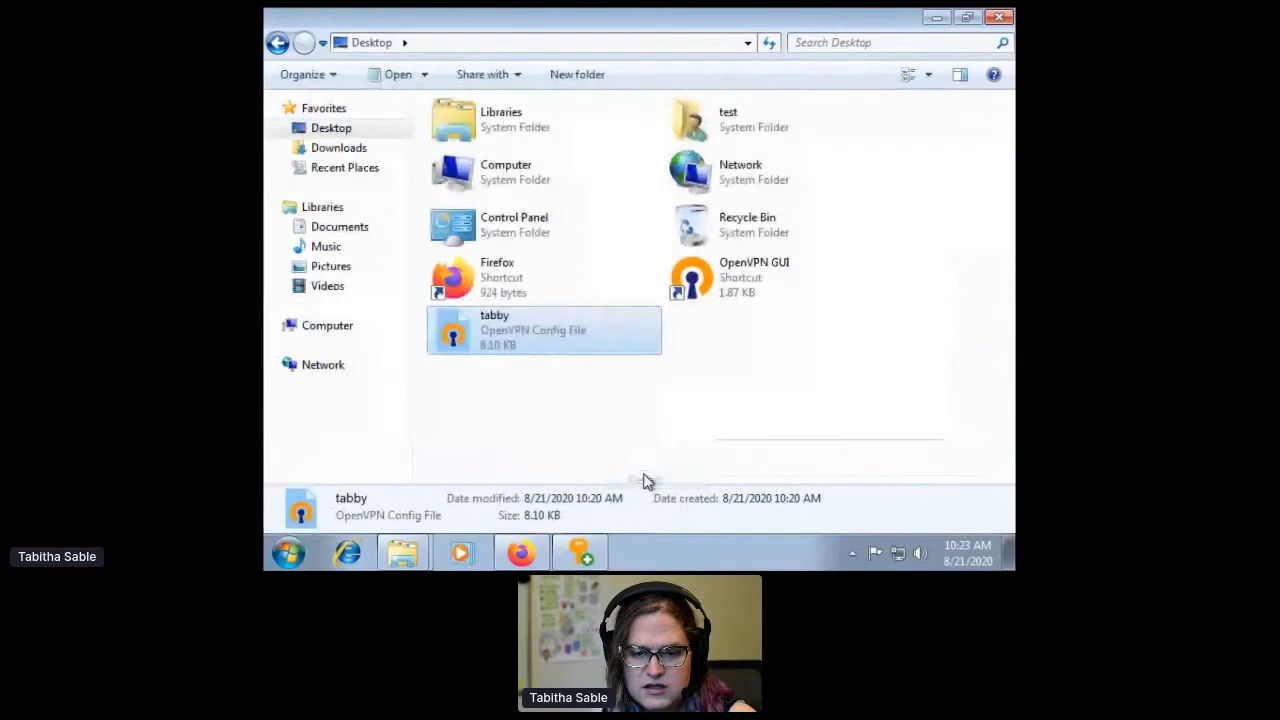 Desktop
Search Desktop
Organize
Open
Share with
New folder
Favorites
Desktop
Downloads
Recent Places
Libraries
Documents
Music
Pictures
Videos
Computer
Network
Libraries
System Folder
test
System Folder
Computer
System Folder
Network
System Folder
Control Panel
System Folder
Recycle Bin
System Folder
Firefox
Shortcut
924 bytes
OpenVPN GUI
Shortcut
1.87 KB
tabby
OpenVPN Config File
8.10 KB
tabby
Date modified: 8/21/2020 10:20 AM
Date created: 8/21/2020 10:20 AM
OpenVPN Config File
Size: 8.10 KB
10:23 AM
8/21/2020
Tabitha Sable
Tabitha Sable